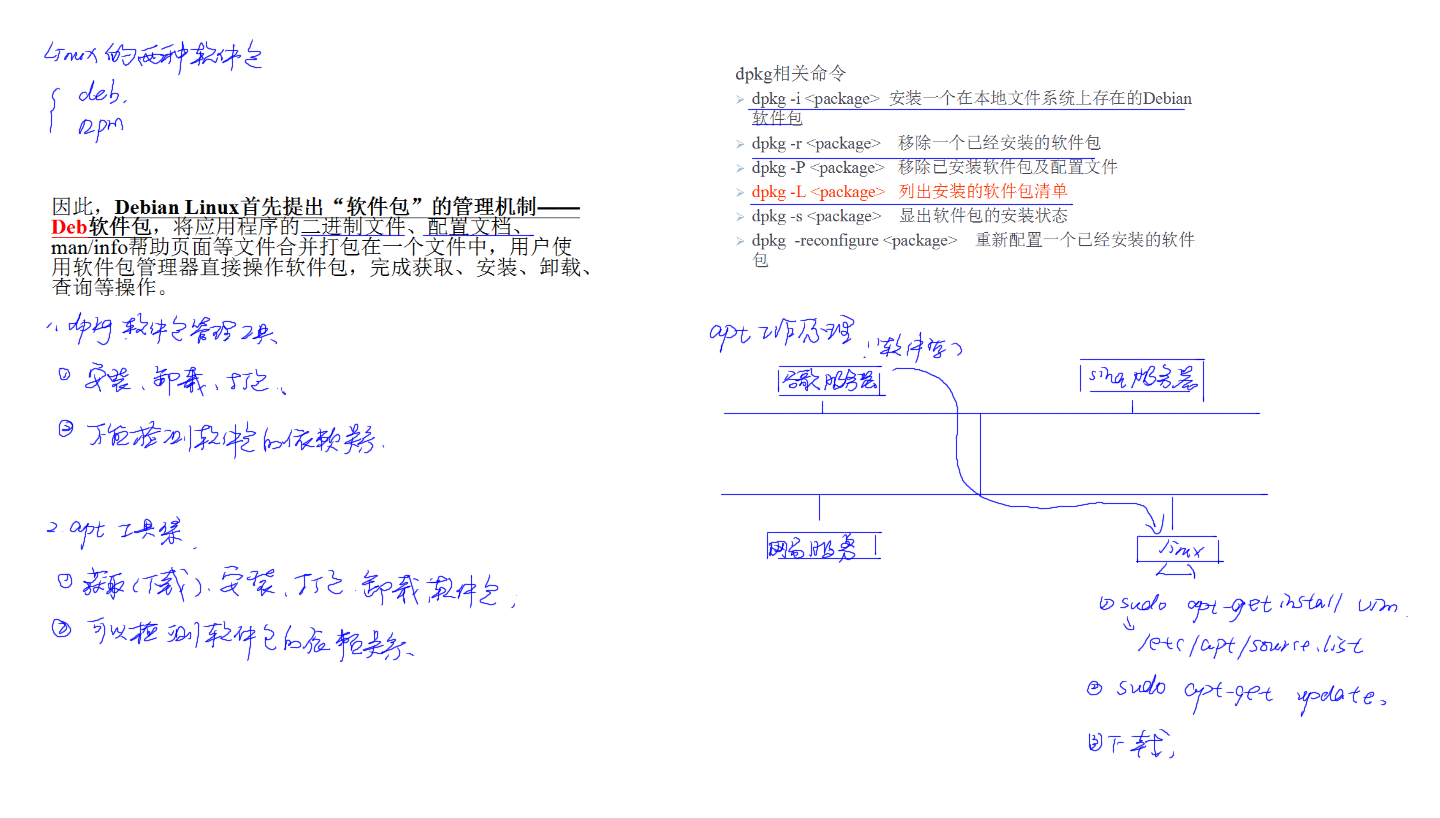 Linux的两种软件包
deb.
rpm
因此，Debian Linux首先提出“软件包”的管理机制——
Deb软件包，将应用程序的二进制文件、配置文档、
man/info帮助页面等文件合并打包在一个文件中，用户使
用软件包管理器直接操作软件包，完成获取、安装、卸载、
查询等操作。
1、dpkg 软件包管理工具
① 安装、卸载、打包、
② 不能检测软件包的依赖关系.
2. apt 工具集
① 获取(下载)、安装、打包、卸载软件包,
② 可以检测软件包的依赖关系.
dpkg相关命令
dpkg -i <package> 安装一个在本地文件系统上存在的Debian
软件包
dpkg -r <package> 移除一个已经安装的软件包
dpkg -P <package> 移除已安装软件包及配置文件
dpkg -L <package> 列出安装的软件包清单
dpkg -s <package> 显出软件包的安装状态
dpkg -reconfigure <package> 重新配置一个已经安装的软件
包
apt 工作原理
软件
谷歌服务器
sina服务器
网易服务
linux
① sudo apt-get install vim
/etc/apt/source.list
② sudo apt-get update、
③下载,